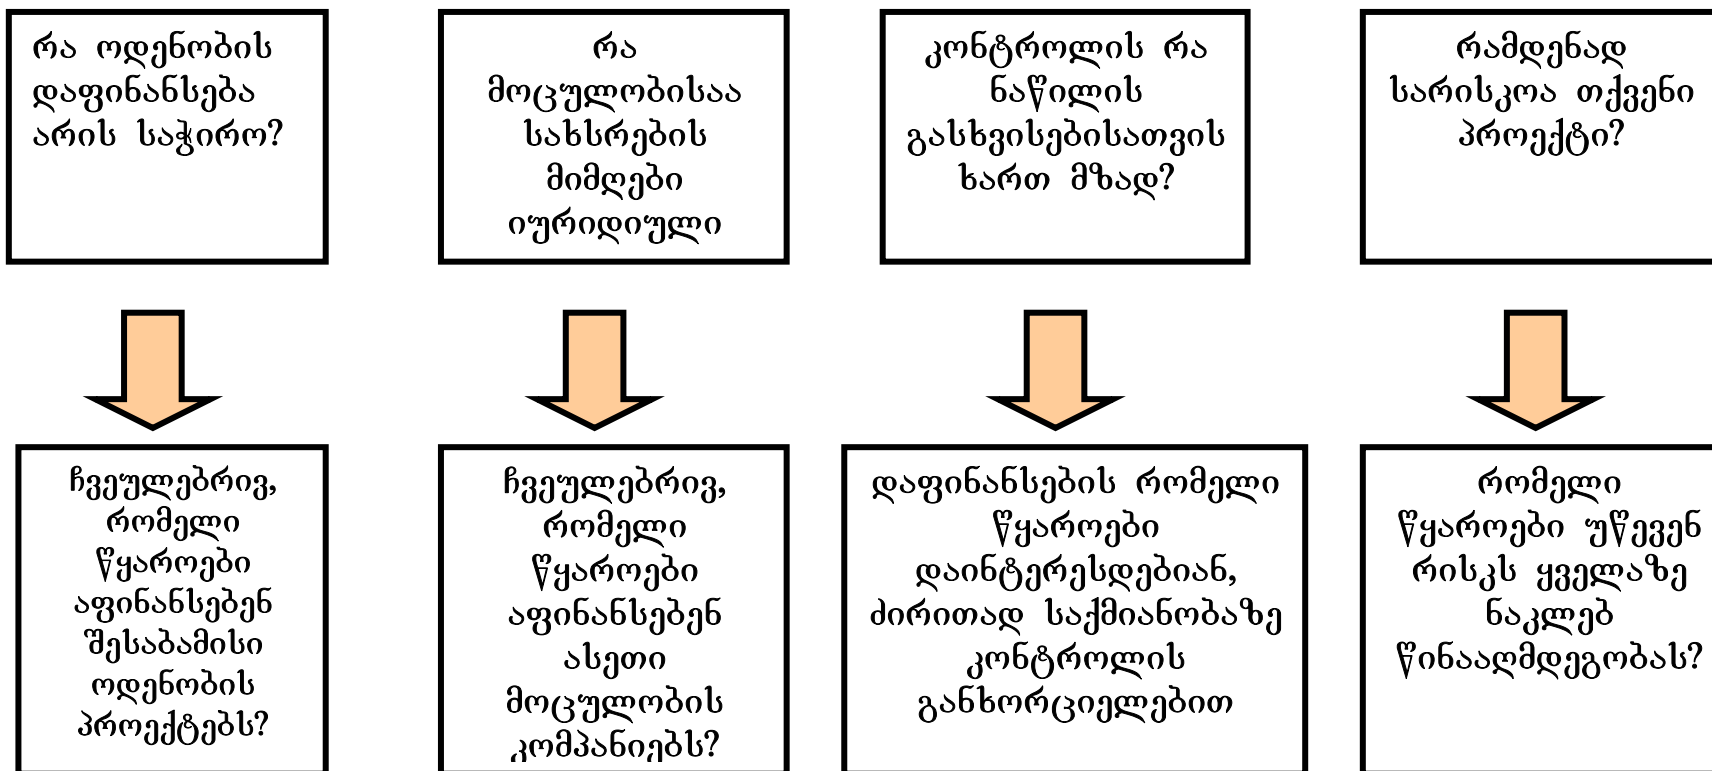 რა ოდენობის
დაფინანსება
არის საჭირო?
რა
მოცულობისაა
სახსრების
მიმღები
იურიდიული
კონტროლის რა
ნაწილის
გასხვისებისათვის
ხართ მზად?
რამდენად
სარისკოა თქვენი
პროექტი?
ჩვეულებრივ,
რომელი
წყაროები
აფინანსებენ
შესაბამისი
ოდენობის
პროექტებს?
ჩვეულებრივ,
რომელი
წყაროები
აფინანსებენ
ასეთი
მოცულობის
კომპანიებს?
დაფინანსების რომელი
წყაროები
დაინტერესდებიან,
ძირითად საქმიანობაზე
კონტროლის
განხორციელებით
რომელი
წყაროები უწევენ
რისკს ყველაზე
ნაკლებ
წინააღმდეგობას?